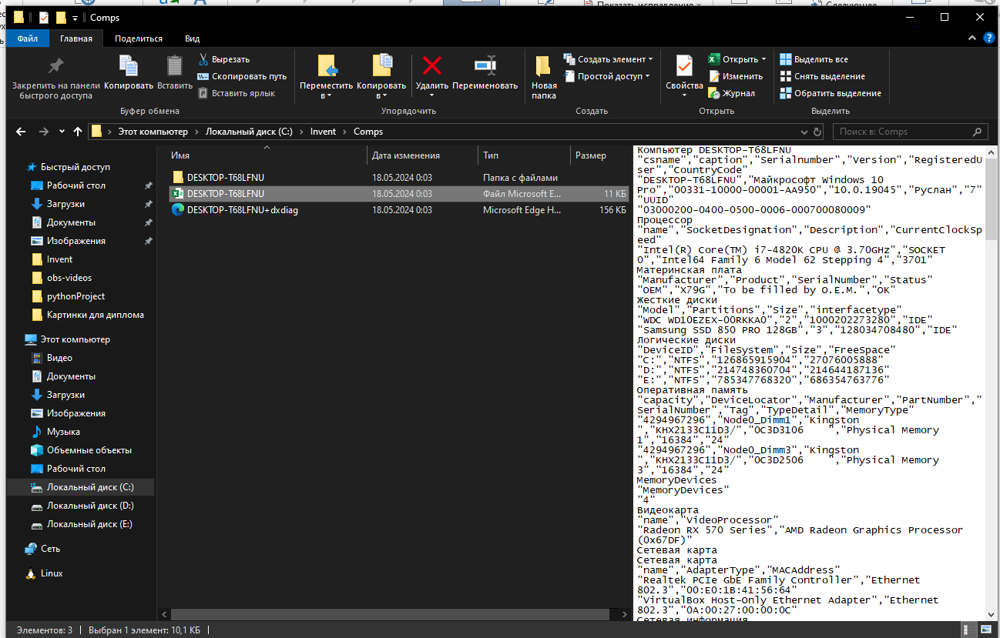 Comps
Файл
Главная
Поделиться
Вид
Закрепить на панели
быстрого доступа
Копировать
Вставить
Вырезать
Скопировать путь
Вставить ярлык
Переместить
в
Копировать
в
Удалить
Переименовать
Новая
папка
Создать элемент
Простой доступ
Свойства
Открыть
Изменить
Журнал
Выделить все
Снять выделение
Обратить выделение
Буфер обмена
Упорядочить
Создать
Открыть
Выделить
Этот компьютер
Локальный диск (C:)
Invent
Comps
Поиск в: Comps
Быстрый доступ
Рабочий стол
Загрузки
Документы
Изображения
Invent
obs-videos
pythonProject
Картинки для диплома
Этот компьютер
Видео
Документы
Загрузки
Изображения
Музыка
Объемные объекты
Рабочий стол
Локальный диск (C:)
Локальный диск (D:)
Локальный диск (E:)
Сеть
Linux
Имя Дата изменения Тип Размер
DESKTOP-T68LFNU 18.05.2024 0:03 Папка с файлами
DESKTOP-T68LFNU 18.05.2024 0:03 Файл Microsoft E... 11 КБ
DESKTOP-T68LFNU+dxdiag 18.05.2024 0:03 Microsoft Edge H... 156 КБ
Компьютер DESKTOP-T68LFNU
"csname","caption","Serialnumber","Version","RegisteredU
ser","CountryCode"
"DESKTOP-T68LFNU","Майкрософт Windows 10
Pro","00331-10000-00001-AA950","10.0.19045","Руслан","7"
"UUID"
"03000200-0400-0500-0006-000700080009"
Процессор
"name","SocketDesignation","Description","CurrentClockSp
eed"
"Intel(R) Core(TM) i7-4820K CPU @ 3.70GHz","SOCKET
0","Intel64 Family 6 Model 62 Stepping 4","3701"
Материнская плата
"Manufacturer","Product","SerialNumber","Status"
"OEM","X79G","To be filled by O.E.M.","OK"
Жесткие диски
"Model","Partitions","Size","interfacetype"
"WDC WD10EZEX-00RKKA0","2","1000202273280","IDE"
"Samsung SSD 850 PRO 128GB","3","128034708480","IDE"
Логические диски
"DeviceID","FileSystem","Size","FreeSpace"
"C:","NTFS","126865915904","27076005888"
"D:","NTFS","214748360704","214644187136"
"E:","NTFS","785347768320","686354763776"
Оперативная память
"capacity","DeviceLocator","Manufacturer","PartNumber","
SerialNumber","Tag","TypeDetail","MemoryType"
"4294967296","Node0_Dimm1","Kingston
","KHX2133C11D3/","0C3D3106    ","Physical Memory
1","16384","24"
"4294967296","Node0_Dimm3","Kingston
","KHX2133C11D3/","0C3D2506    ","Physical Memory
3","16384","24"
MemoryDevices
"MemoryDevices"
"4"
Видеокарта
"name","VideoProcessor"
"Radeon RX 570 Series","AMD Radeon Graphics Processor
(0x67DF)"
Сетевая карта
Сетевая карта
"name","AdapterType","MACAddress"
"Realtek PCIe GbE Family Controller","Ethernet
802.3","00:E0:1B:41:56:64"
"VirtualBox Host-Only Ethernet Adapter","Ethernet
802.3","0A:00:27:00:00:0C"
Сетевая информация
Элементов: 3 Выбран 1 элемент: 10,1 КБ